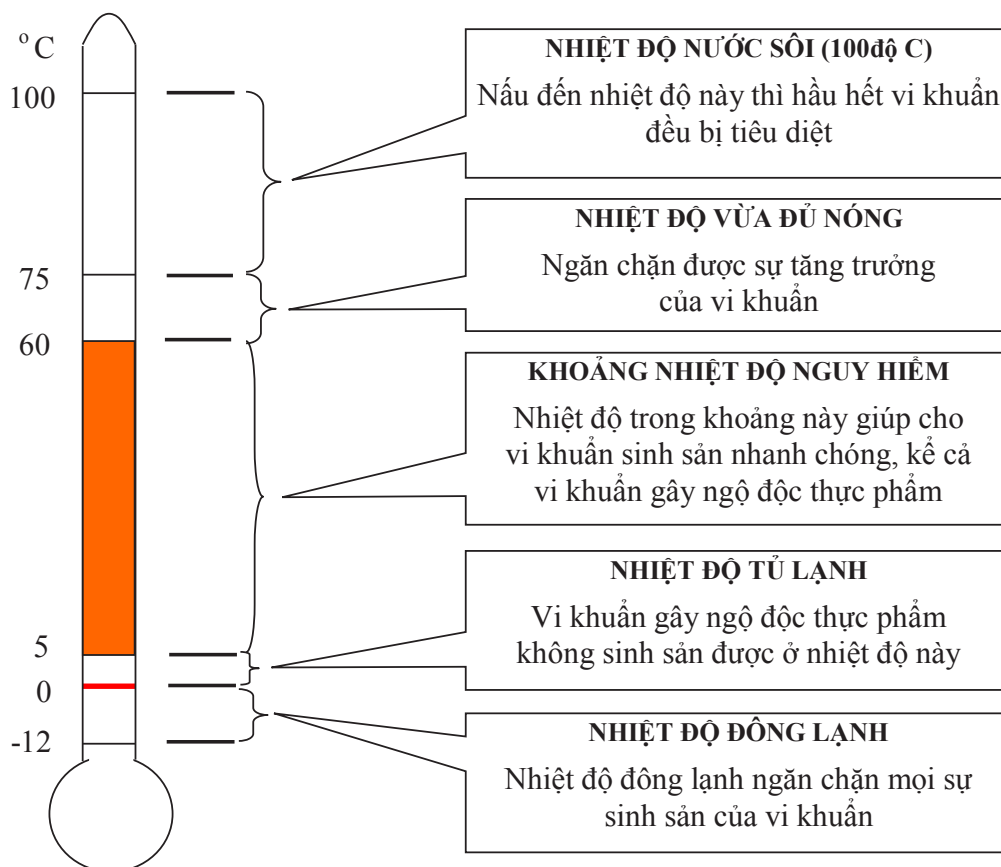 ° C
100
75
60
5
0
-12
NHIỆT ĐỘ NƯỚC SÔI (100độ C)
Nấu đến nhiệt độ này thì hầu hết vi khuẩn
đều bị tiêu diệt
NHIỆT ĐỘ VỪA ĐỦ NÓNG
Ngăn chặn được sự tăng trưởng
của vi khuẩn
KHOẢNG NHIỆT ĐỘ NGUY HIỂM
Nhiệt độ trong khoảng này giúp cho
vi khuẩn sinh sản nhanh chóng, kể cả
vi khuẩn gây ngộ độc thực phẩm
NHIỆT ĐỘ TỦ LẠNH
Vi khuẩn gây ngộ độc thực phẩm
không sinh sản được ở nhiệt độ này
NHIỆT ĐỘ ĐÔNG LẠNH
Nhiệt độ đông lạnh ngăn chặn mọi sự
sinh sản của vi khuẩn